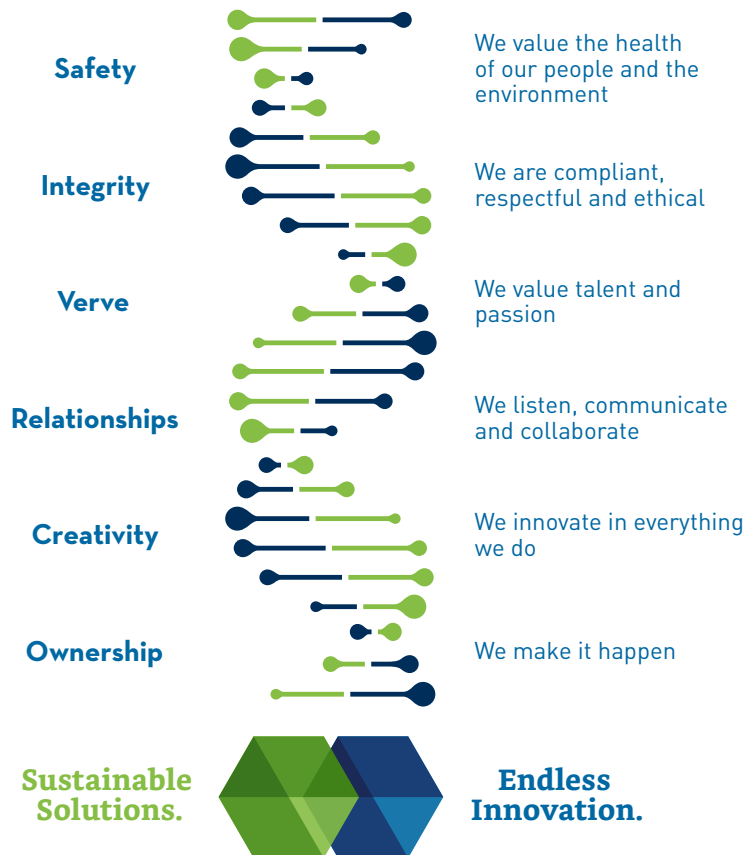 Safety
We value the health
of our people and the
environment
Integrity
We are compliant,
respectful and ethical
Verve
We value talent and
passion
Relationships
We listen, communicate
and collaborate
Creativity
We innovate in everything
we do
Ownership
We make it happen
Sustainable
Solutions.
Endless
Innovation.